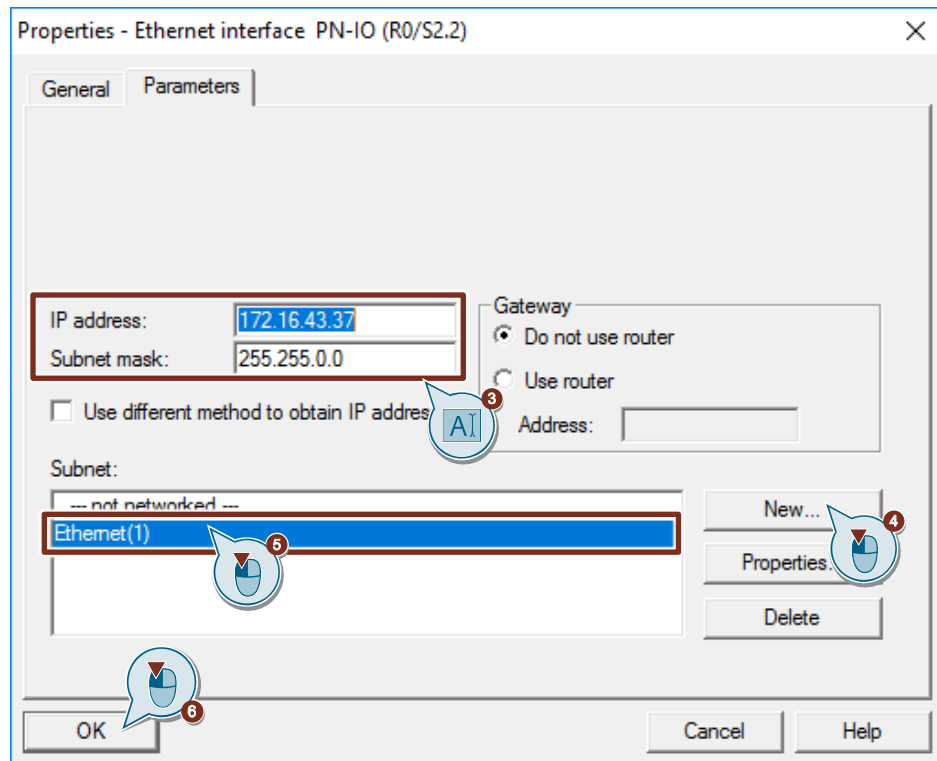 Properties - Ethernet interface PN-IO (R0/S2.2)
General Parameters
IP address: 172.16.43.37
Subnet mask: 255.255.0.0
Gateway
Do not use router
Use router
Address:
3
AI
Use different method to obtain IP addre
Subnet:
--- not networked ---
Ethernet(1)
5
New...
4
Properties.
Delete
6
OK
Cancel
Help